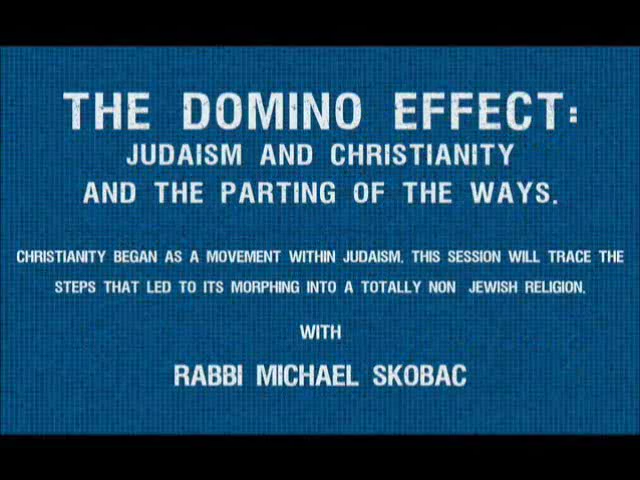 THE DOMINO EFFECT:
JUDAISM AND CHRISTIANITY
AND THE PARTING OF THE WAYS.
CHRISTIANITY BEGAN AS A MOVEMENT WITHIN JUDAISM. THIS SESSION WILL TRACE THE
STEPS THAT LED TO ITS MORPHING INTO A TOTALLY NON JEWISH RELIGION.
WITH
RABBI MICHAEL SKOBAC